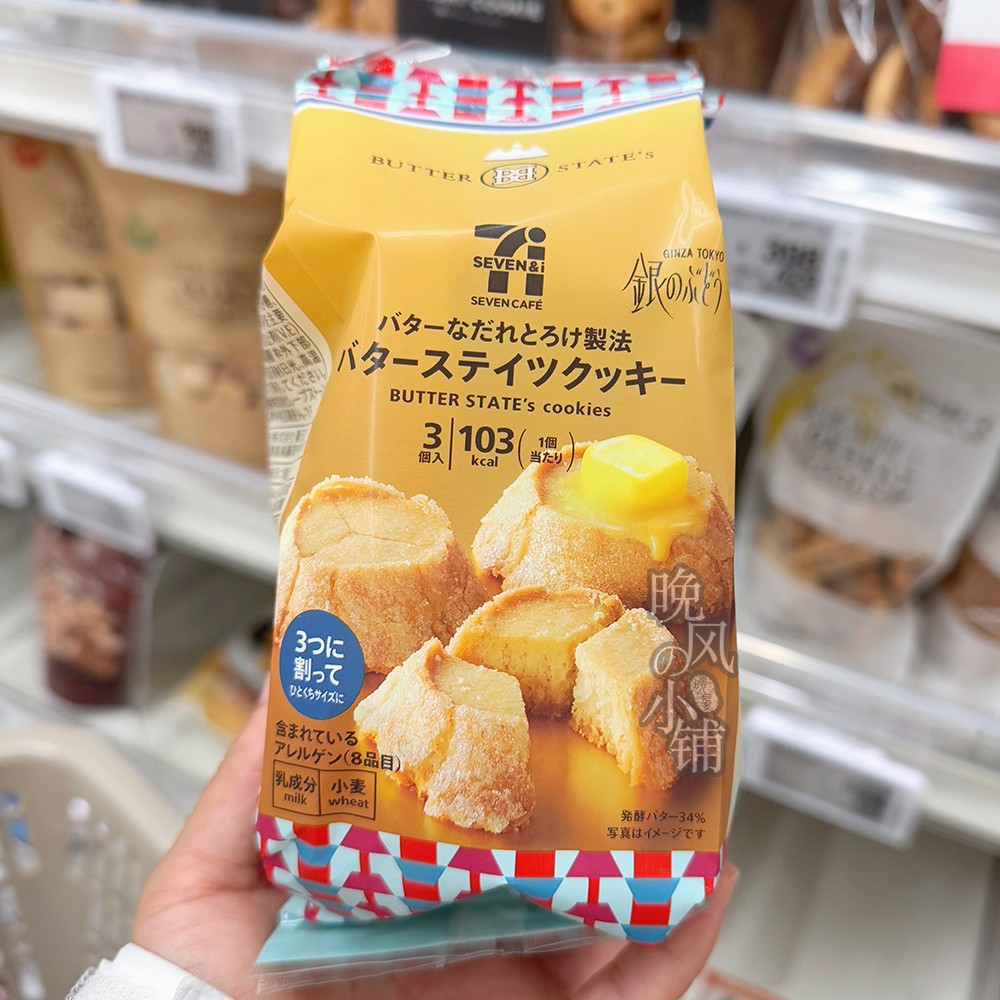 BUTTER STATE's
7i
SEVEN&i
SEVEN CAFÉ
GINZA TOKYO
銀のぶどう
バターなだれとろけ製法
バターステイツクッキー
BUTTER STATE's cookies
3個入 103kcal (1個当たり)
3つに
割って
ひとくちサイズに
含まれている
アレルゲン(8品目)
乳成分 小麦
milk wheat
発酵バター34%
写真はイメージです
晩风の小铺